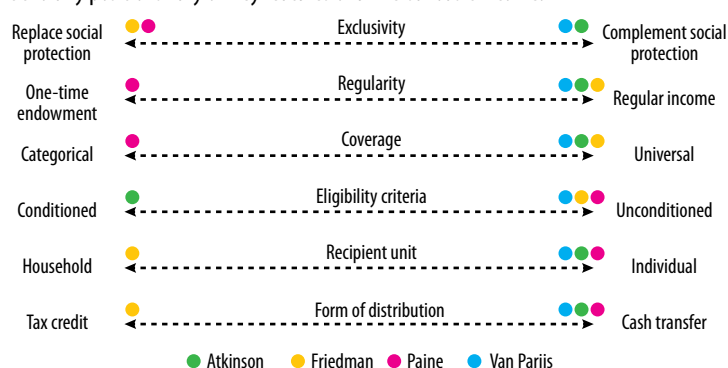 Exclusivity
Replace social
protection
Complement social
protection
Regularity
One-time
endowment
Regular income
Coverage
Categorical
Universal
Eligibility criteria
Conditioned
Unconditioned
Recipient unit
Household
Individual
Form of distribution
Tax credit
Cash transfer
Atkinson Friedman Paine Van Parijs